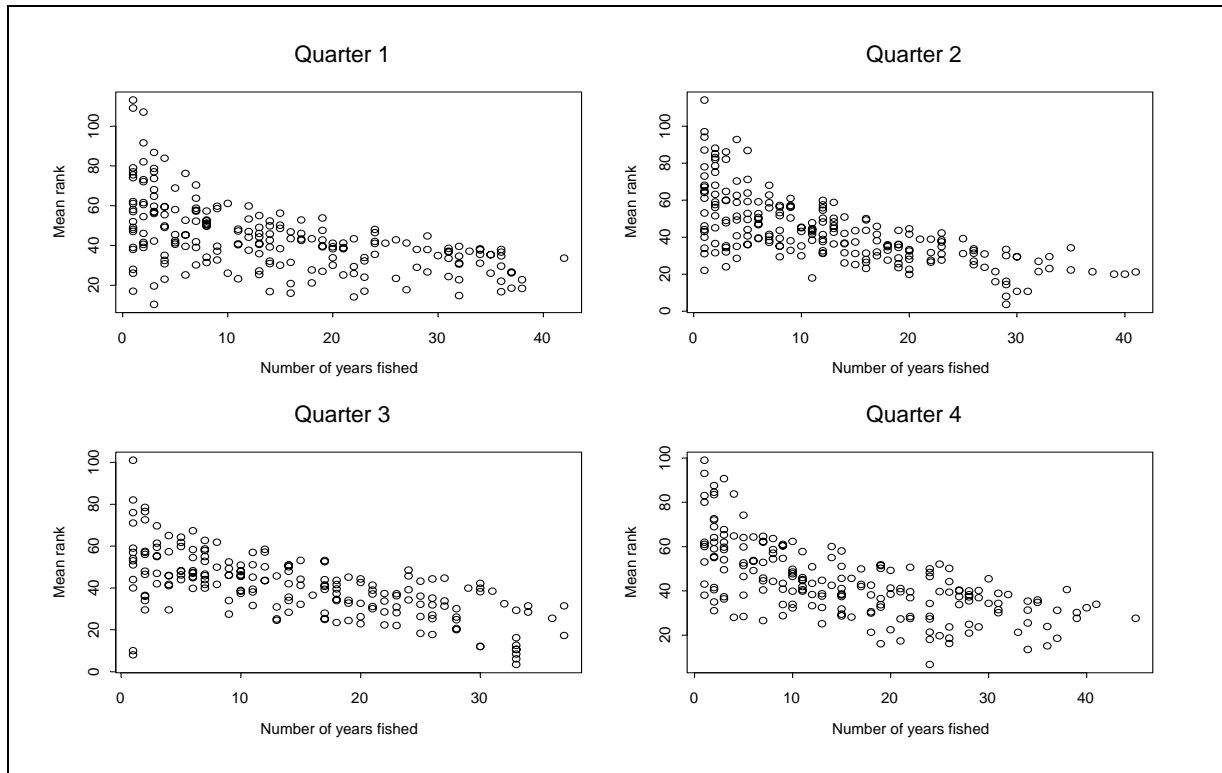 Quarter 1
Mean rank
100
80
60
40
20
0 10 20 30 40
Number of years fished
Quarter 2
Mean rank
100
80
60
40
20
0
0 10 20 30 40
Number of years fished
Quarter 3
Mean rank
100
80
60
40
20
0
0 10 20 30
Number of years fished
Quarter 4
Mean rank
100
80
60
40
20
0 10 20 30 40
Number of years fished